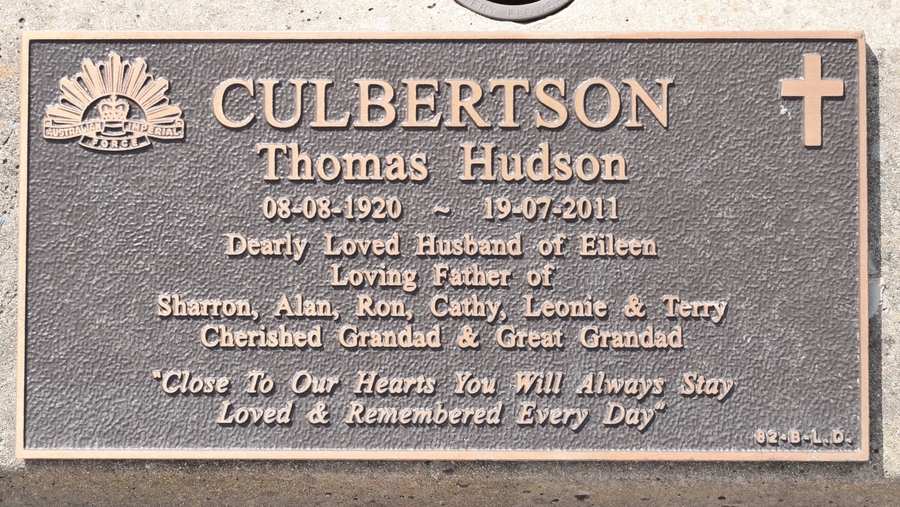 AUSTRALIAN IMPERIAL
FORCE
CULBERTSON
Thomas Hudson
08-08-1920 ~ 19-07-2011
Dearly Loved Husband of Eileen
Loving Father of
Sharron, Alan, Ron, Cathy, Leonie & Terry
Cherished Grandad & Great Grandad
"Close To Our Hearts You Will Always Stay
Loved & Remembered Every Day"
82-B-L.D.